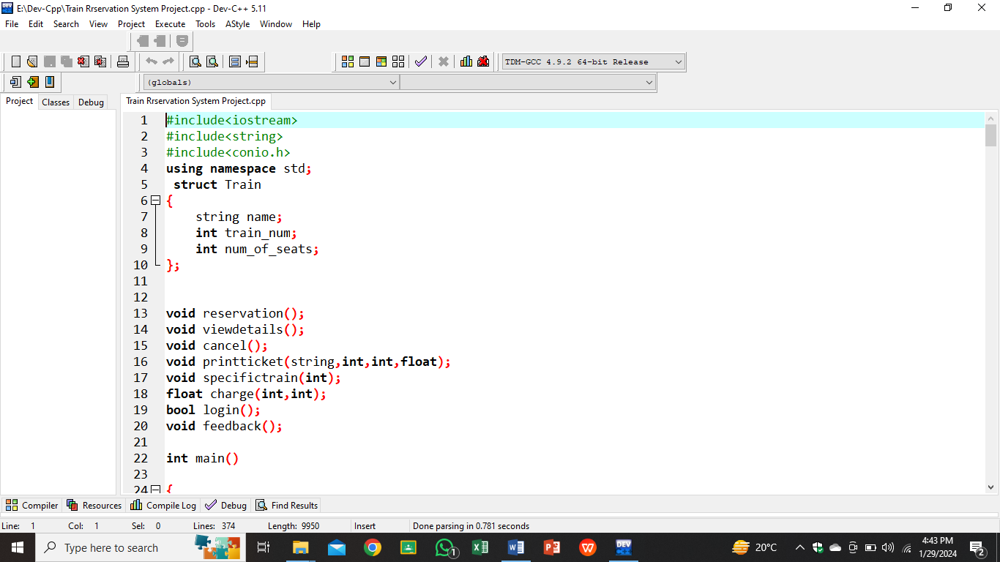 E:\Dev-Cpp\Train Rrservation System Project.cpp - Dev-C++ 5.11
File Edit Search View Project Execute Tools AStyle Window Help
TDM-GCC 4.9.2 64-bit Release
(globals)
Project Classes Debug
Train Rrservation System Project.cpp
1 #include<iostream>
2 #include<string>
3 #include<conio.h>
4 using namespace std;
5 struct Train
6 {
7 string name;
8 int train_num;
9 int num_of_seats;
10 };
11
12
13 void reservation();
14 void viewdetails();
15 void cancel();
16 void printticket(string,int,int,float);
17 void specifictrain(int);
18 float charge(int,int);
19 bool login();
20 void feedback();
21
22 int main()
23
24 {
Compiler Resources Compile Log Debug Find Results
Line: 1 Col: 1 Sel: 0 Lines: 374 Length: 9950 Insert Done parsing in 0.781 seconds
Type here to search
1
DEV
20°C
4:43 PM
1/29/2024
2